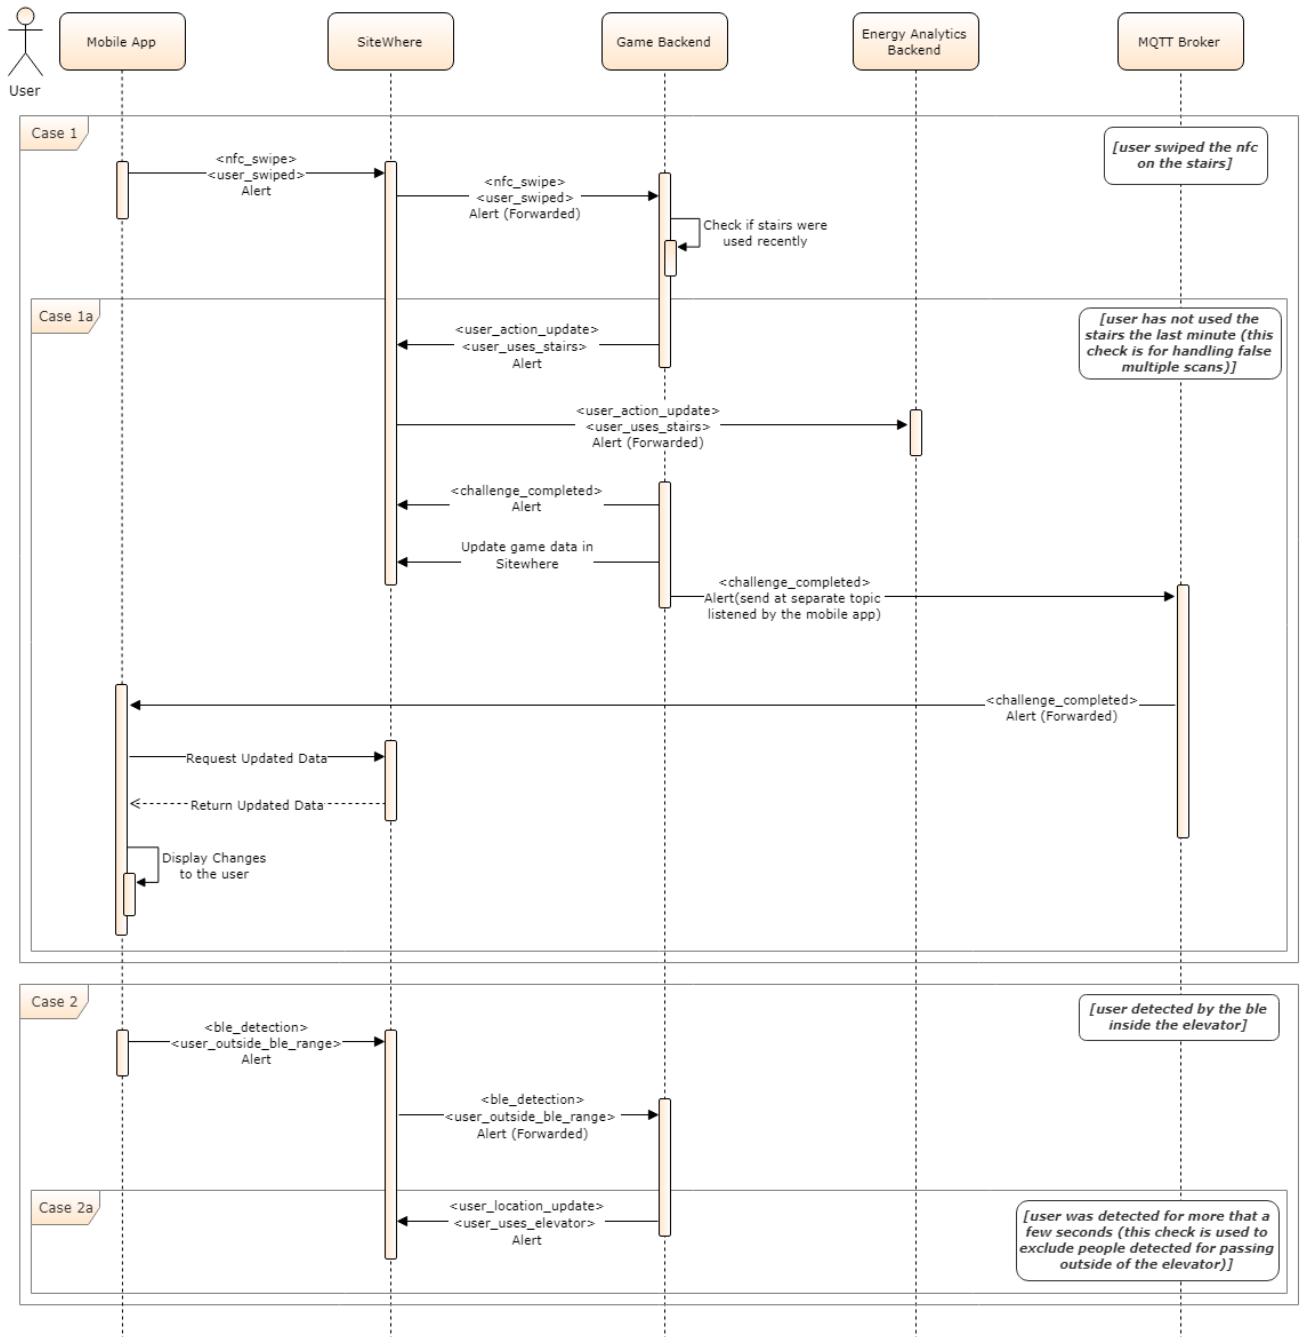 User
Mobile App
SiteWhere
Game Backend
Energy Analytics
Backend
MQTT Broker
Case 1
[user swiped the nfc
on the stairs]
<nfc_swipe>
<user_swiped>
Alert
<nfc_swipe>
<user_swiped>
Alert (Forwarded)
Check if stairs were
used recently
Case 1a
[user has not used the
stairs the last minute (this
check is for handling false
multiple scans)]
<user_action_update>
<user_uses_stairs>
Alert
<user_action_update>
<user_uses_stairs>
Alert (Forwarded)
<challenge_completed>
Alert
Update game data in
Sitewhere
<challenge_completed>
Alert(send at separate topic
listened by the mobile app)
<challenge_completed>
Alert (Forwarded)
Request Updated Data
Return Updated Data
Display Changes
to the user
Case 2
[user detected by the ble
inside the elevator]
<ble_detection>
<user_outside_ble_range>
Alert
<ble_detection>
<user_outside_ble_range>
Alert (Forwarded)
Case 2a
[user was detected for more that a
few seconds (this check is used to
exclude people detected for passing
outside of the elevator)]
<user_location_update>
<user_uses_elevator>
Alert